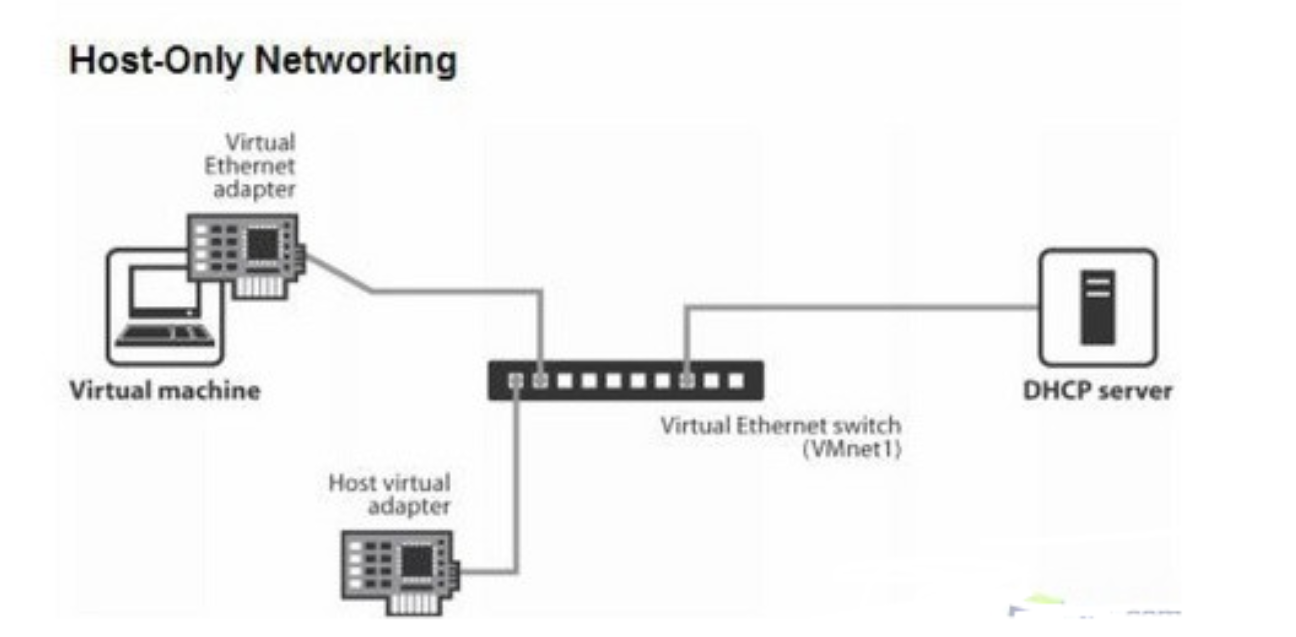 Host-Only Networking
Virtual
Ethernet
adapter
Virtual machine
DHCP server
Virtual Ethernet switch
(VMnet1)
Host virtual
adapter